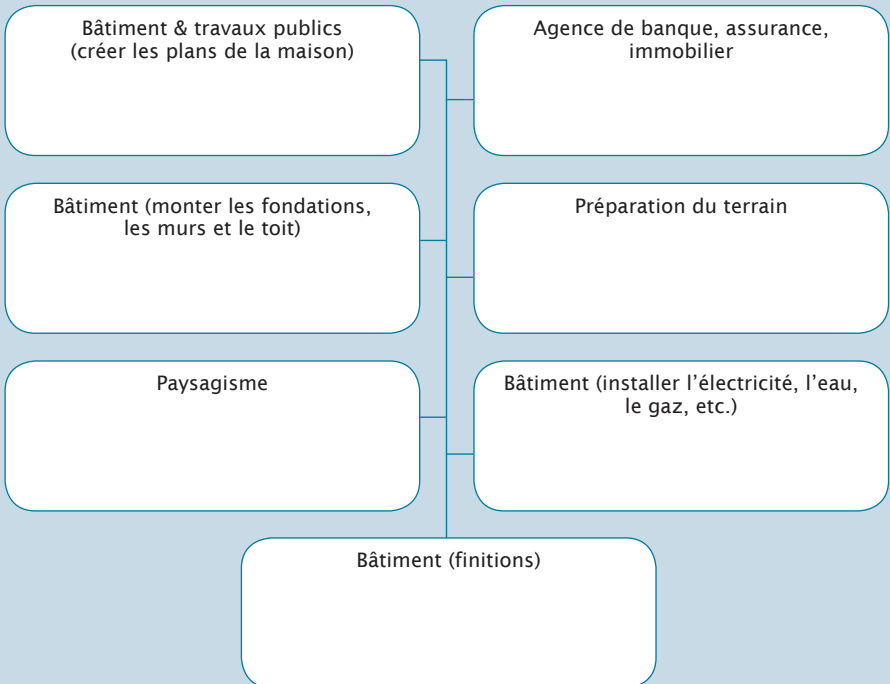 Bâtiment & travaux publics
(créer les plans de la maison)
Agence de banque, assurance,
immobilier
Bâtiment (monter les fondations,
les murs et le toit)
Préparation du terrain
Paysagisme
Bâtiment (installer l’électricité, l’eau,
le gaz, etc.)
Bâtiment (finitions)